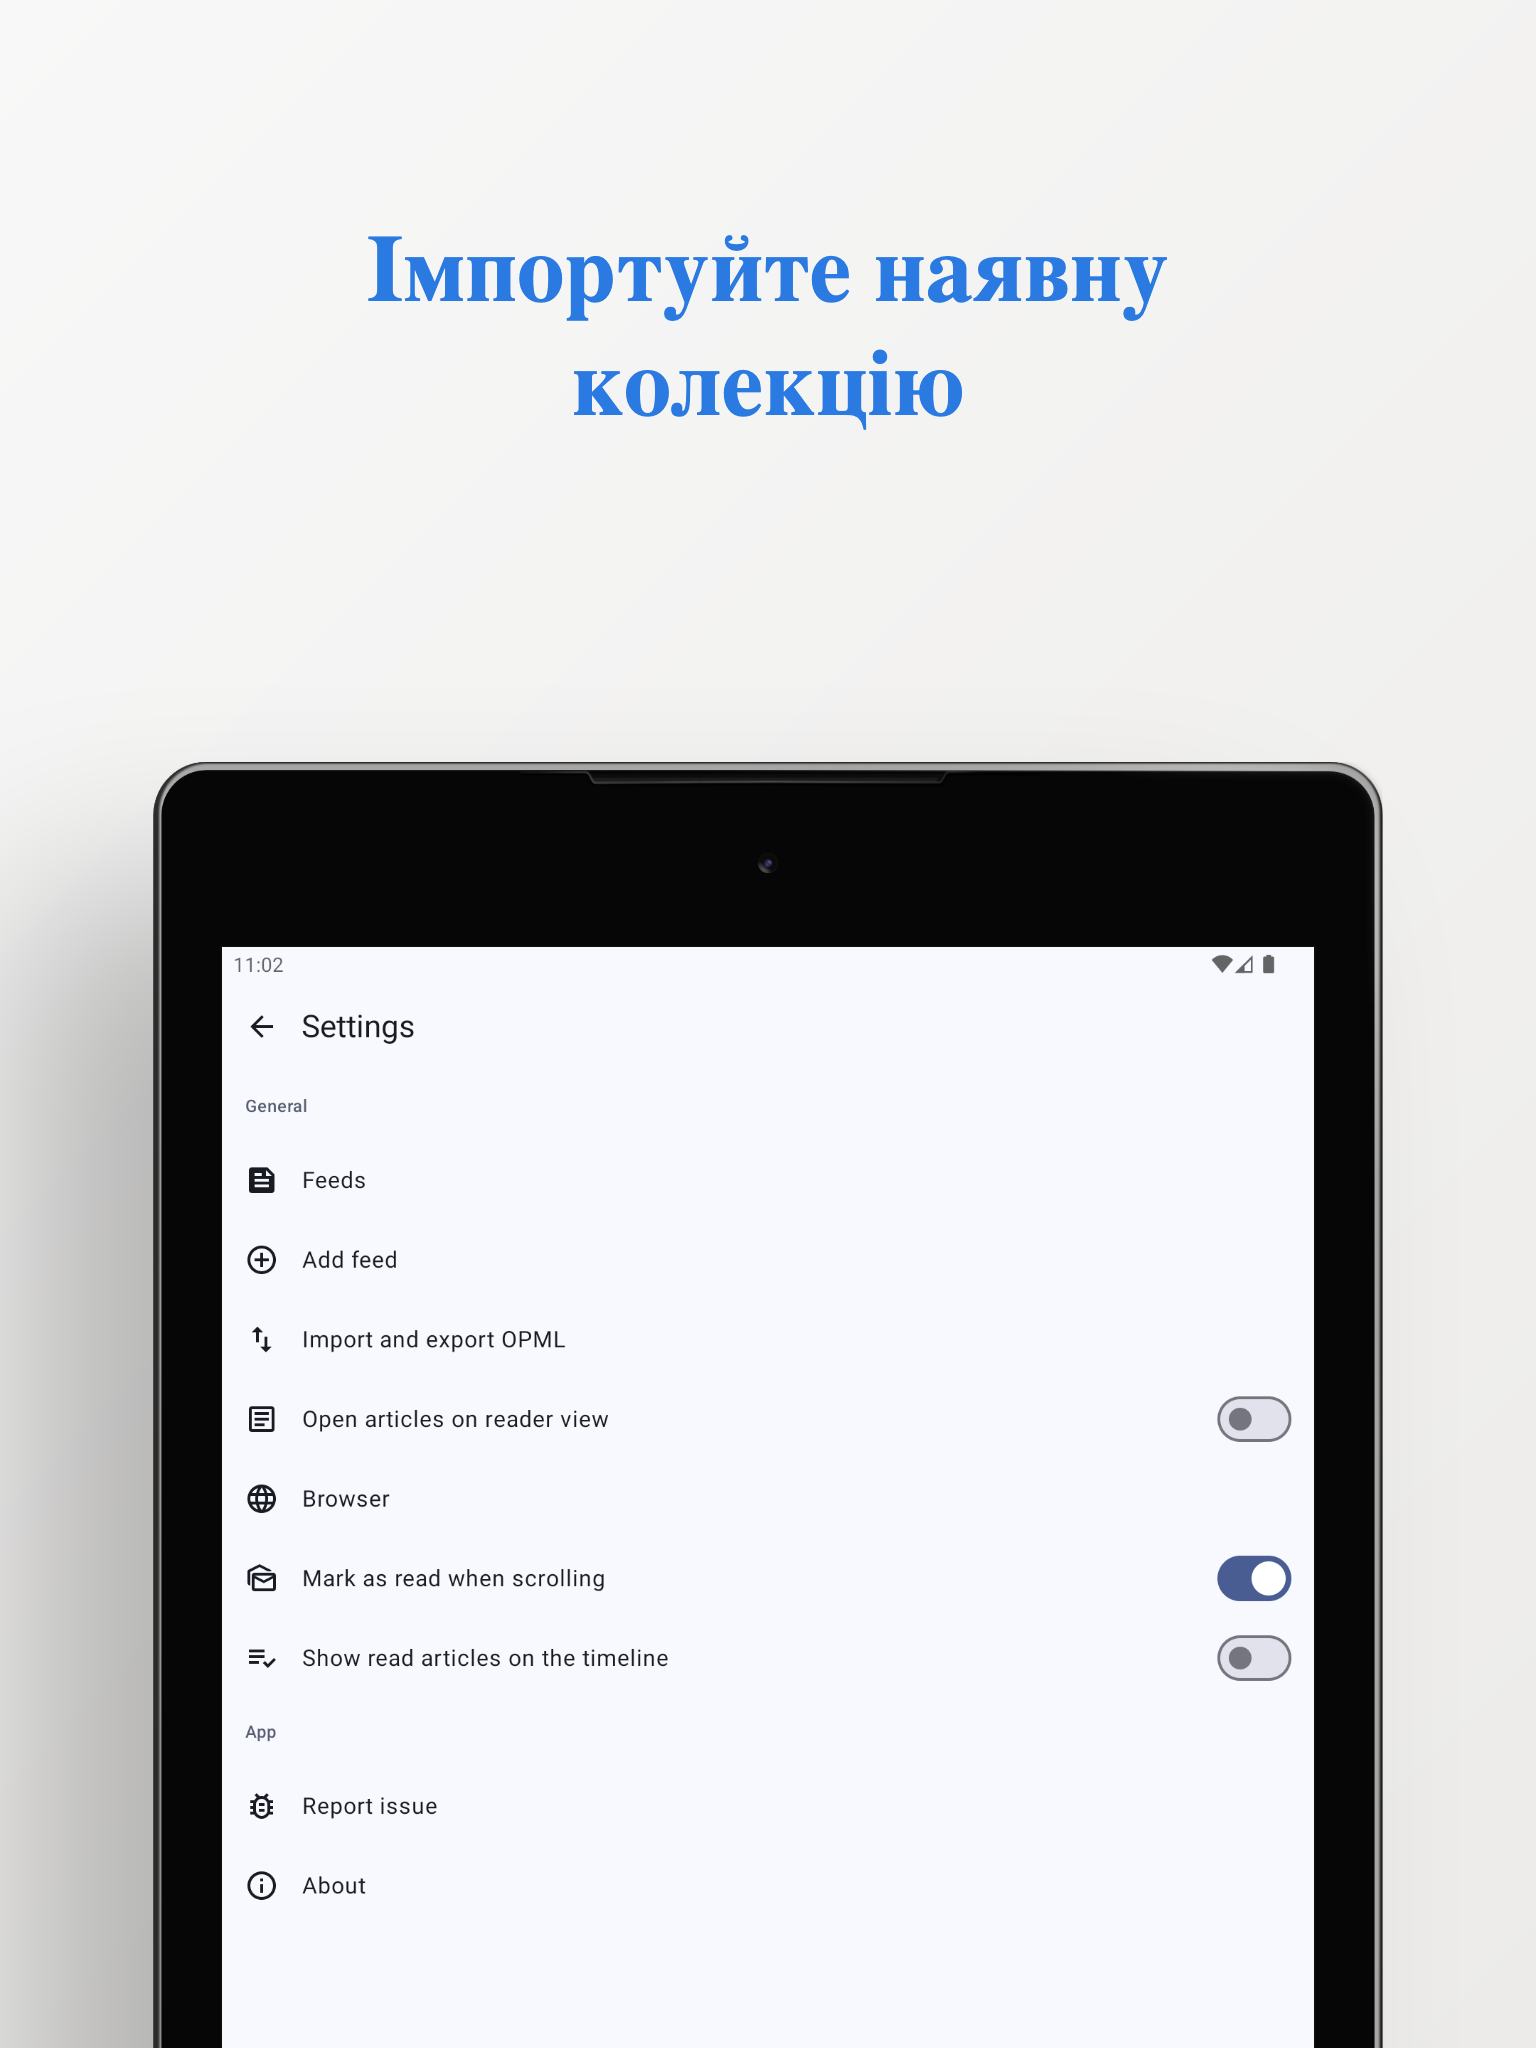 Імпортуйте наявну
колекцію
11:02
Settings
General
Feeds
Add feed
Import and export OPML
Open articles on reader view
Browser
Mark as read when scrolling
Show read articles on the timeline
App
Report issue
About